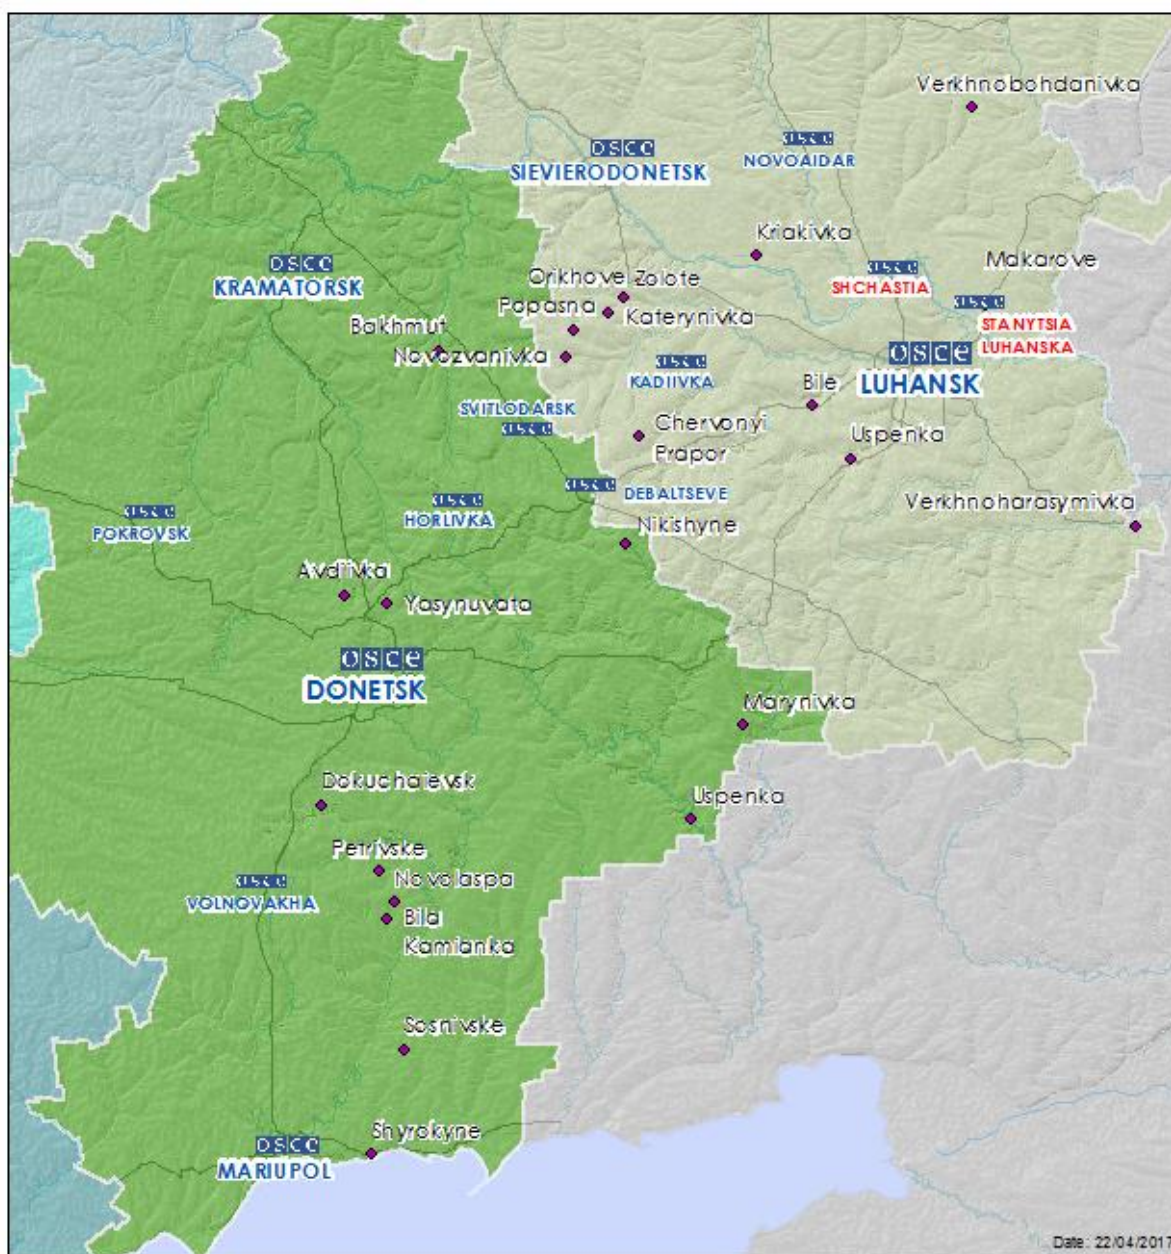 Verkhnobohdanivka
OSCE
NOVOAIDAR
OSCE
SIEVIERODONETSK
Kriakivka
Makarove
OSCE
KRAMATORSK
OSCE
SHCHASTIA
Orikhove
Zolote
OSCE
STANYTSIA
LUHANSKA
Popasna
Katerynivka
Bakhmut
Novozvanivka
OSCE
KADIIVKA
OSCE
LUHANSK
Bile
SVITLODARSK
OSCE
Chervonyi
Prapor
Uspenka
OSCE
DEBALTSEVE
OSCE
HORLIVKA
OSCE
POKROVSK
Verkhnoharasymivka
Nikishyne
Avdiivka
Yasynuvata
OSCE
DONETSK
Marynivka
Dokuchaievsk
Uspenka
Petrivske
Novolaspa
OSCE
VOLNOVAKHA
Bila
Kamianka
Sosnivske
Shyrokyne
OSCE
MARIUPOL
Date: 22/04/2017